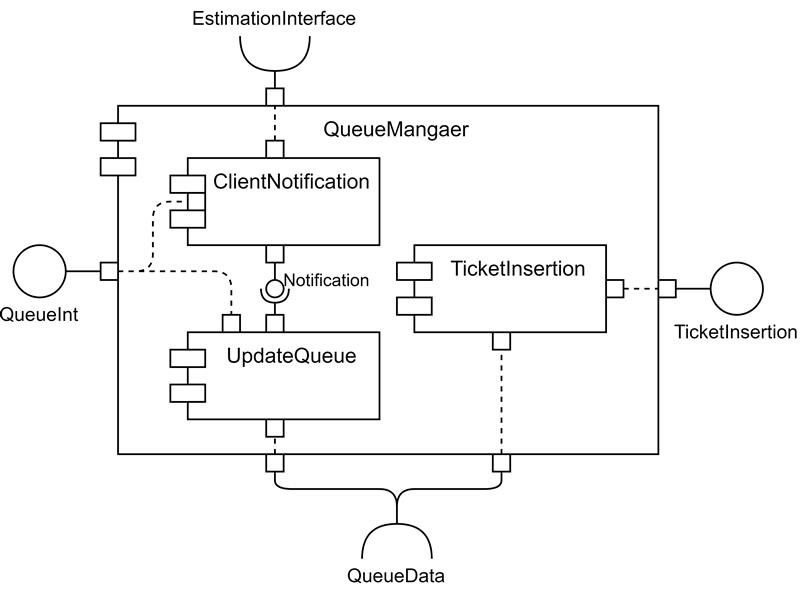 EstimationInterface
QueueMangaer
ClientNotification
TicketInsertion
Notification
QueueInt
TicketInsertion
UpdateQueue
QueueData